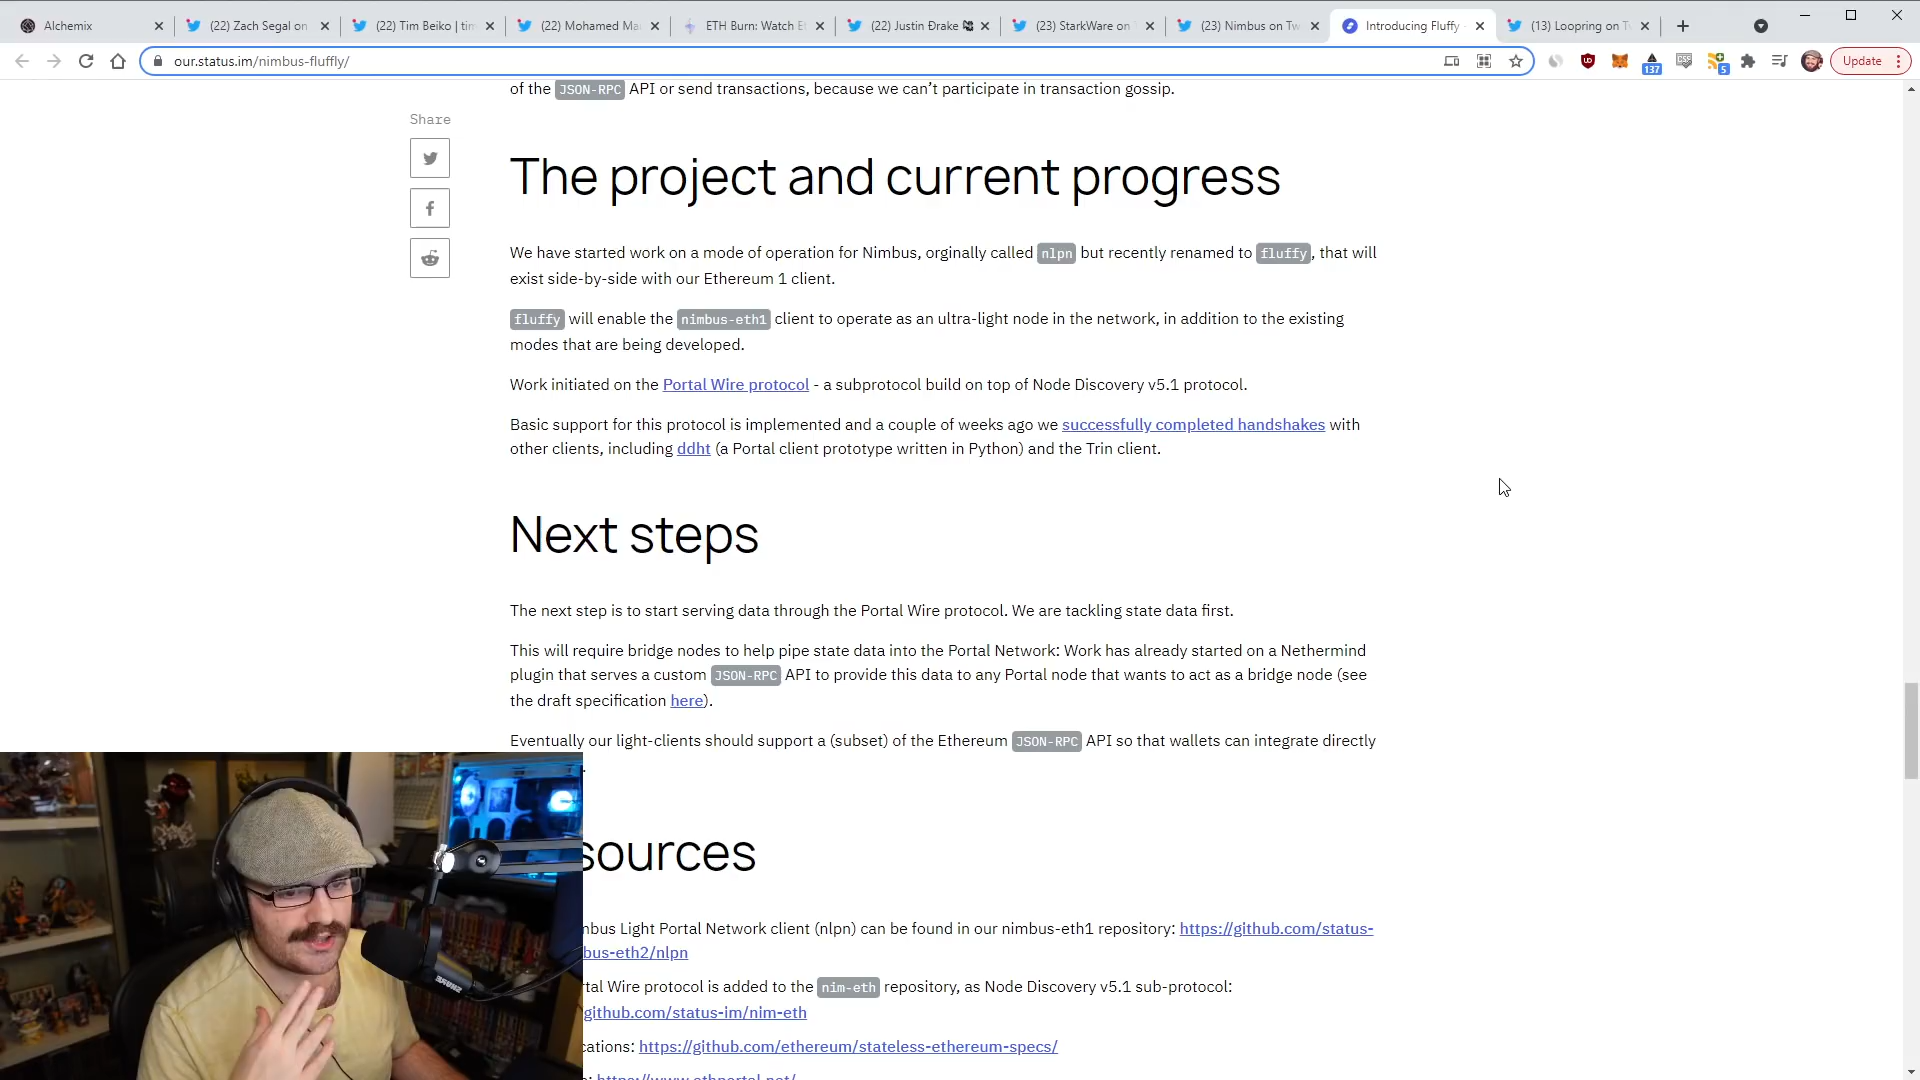 Alchemix
(22) Zach Segal on
(22) Tim Beiko | tim
(22) Mohamed Ma
ETH Burn: Watch E
(22) Justin Ðrake
(23) StarkWare on
(23) Nimbus on Tw
Introducing Fluffy
(13) Loopring on Tw
our.status.im/nimbus-fluffly/
137
5
Update
of the JSON-RPC API or send transactions, because we can’t participate in transaction gossip.
Share
The project and current progress
We have started work on a mode of operation for Nimbus, orginally called nlpn but recently renamed to fluffy, that will
exist side-by-side with our Ethereum 1 client.
fluffy will enable the nimbus-eth1 client to operate as an ultra-light node in the network, in addition to the existing
modes that are being developed.
Work initiated on the Portal Wire protocol - a subprotocol build on top of Node Discovery v5.1 protocol.
Basic support for this protocol is implemented and a couple of weeks ago we successfully completed handshakes with
other clients, including ddht (a Portal client prototype written in Python) and the Trin client.
Next steps
The next step is to start serving data through the Portal Wire protocol. We are tackling state data first.
This will require bridge nodes to help pipe state data into the Portal Network: Work has already started on a Nethermind
plugin that serves a custom JSON-RPC API to provide this data to any Portal node that wants to act as a bridge node (see
the draft specification here).
Eventually our light-clients should support a (subset) of the Ethereum JSON-RPC API so that wallets can integrate directly
sources
mbus Light Portal Network client (nlpn) can be found in our nimbus-eth1 repository: https://github.com/status-
bus-eth2/nlpn
rtal Wire protocol is added to the nim-eth repository, as Node Discovery v5.1 sub-protocol:
github.com/status-im/nim-eth
cations: https://github.com/ethereum/stateless-ethereum-specs/
https://www.ethportal.net/